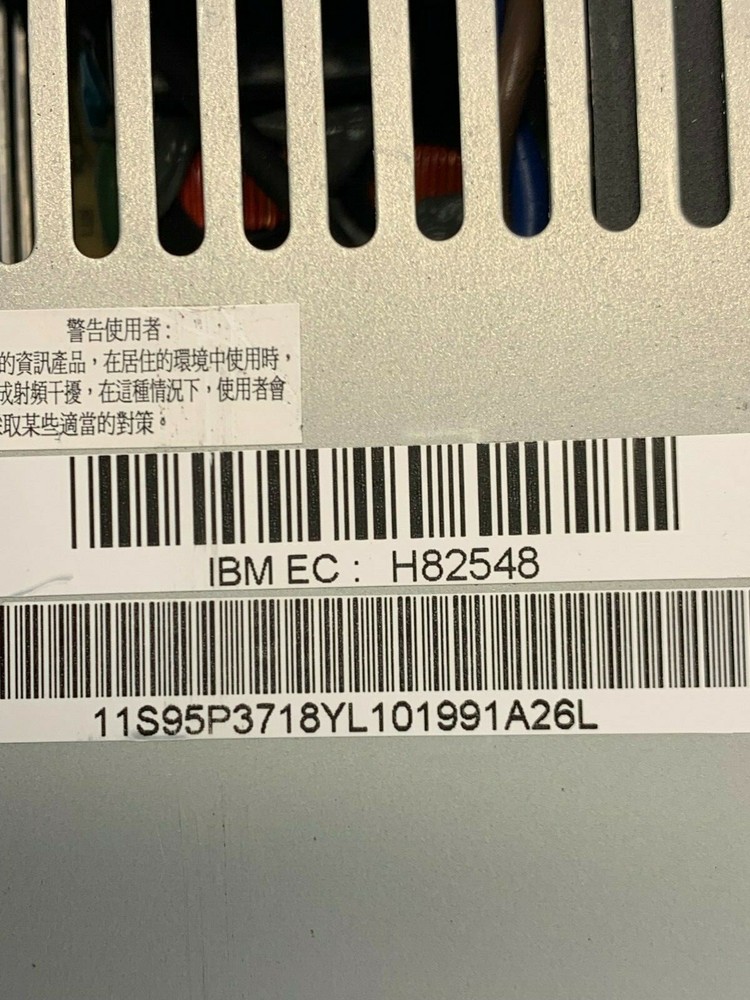 警告使用者：
的資訊產品，在居住的環境中使用時，
成射頻干擾，在這種情況下，使用者會
取某些適當的對策。
IBM EC : H82548
11S95P3718YL101991A26L